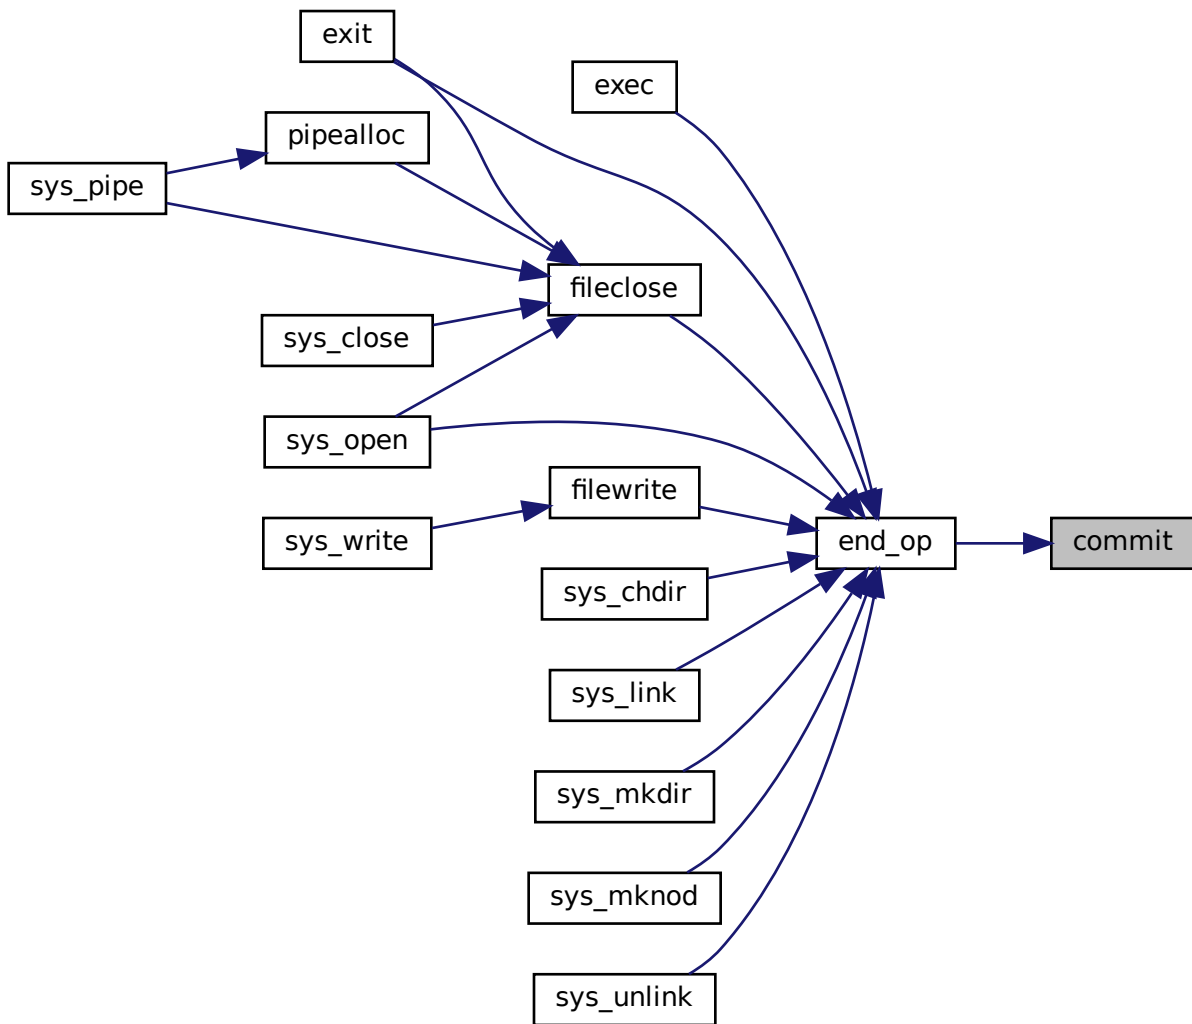 exit
exec
pipealloc
sys_pipe
fileclose
sys_close
sys_open
filewrite
sys_write
end_op
commit
sys_chdir
sys_link
sys_mkdir
sys_mknod
sys_unlink